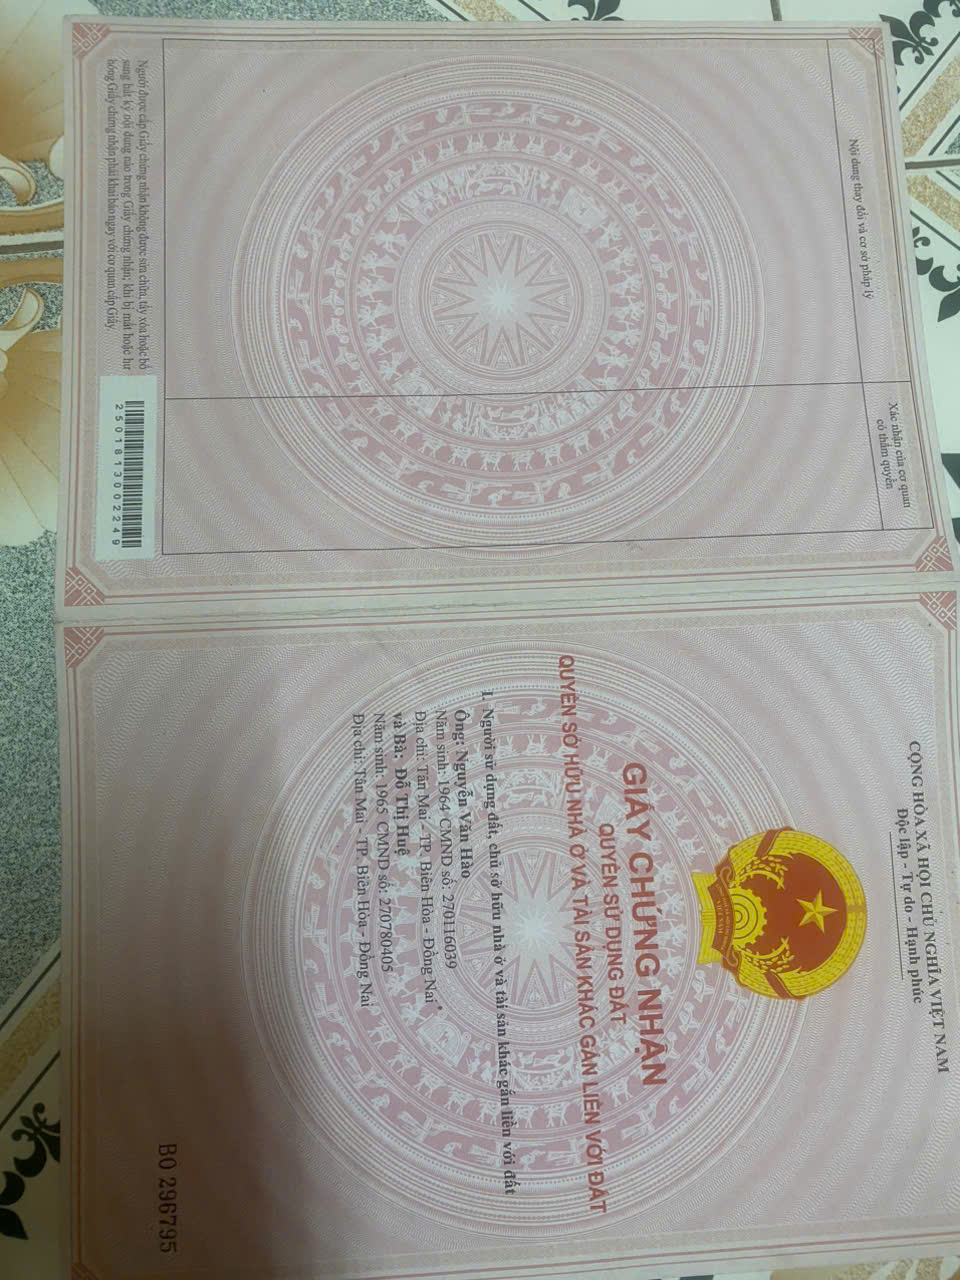 Nội dung thay đổi và cơ sở pháp lý
Xác nhận của cơ quan
có thẩm quyền
Người được cấp Giấy chứng nhận không được sửa chữa, tẩy xóa hoặc bổ
sung bất kỳ nội dung nào trong Giấy chứng nhận; khi bị mất hoặc hư
hỏng Giấy chứng nhận phải khai báo ngay với cơ quan cấp Giấy.
250181300 2249
CỘNG HÒA XÃ HỘI CHỦ NGHĨA VIỆT NAM
Độc lập - Tự do - Hạnh phúc
GIẤY CHỨNG NHẬN
QUYỀN SỬ DỤNG ĐẤT
QUYỀN SỞ HỮU NHÀ Ở VÀ TÀI SẢN KHÁC GẮN LIỀN VỚI ĐẤT
I. Người sử dụng đất, chủ sở hữu nhà ở và tài sản khác gắn liền với đất
Ông: Nguyễn Văn Hào
Năm sinh: 1964 CMND số: 270116039
Địa chỉ: Tân Mai - TP. Biên Hòa - Đồng Nai
và Bà: Đỗ Thị Huệ
Năm sinh: 1965 CMND số: 270780405
Địa chỉ: Tân Mai - TP. Biên Hòa - Đồng Nai
BO 296795